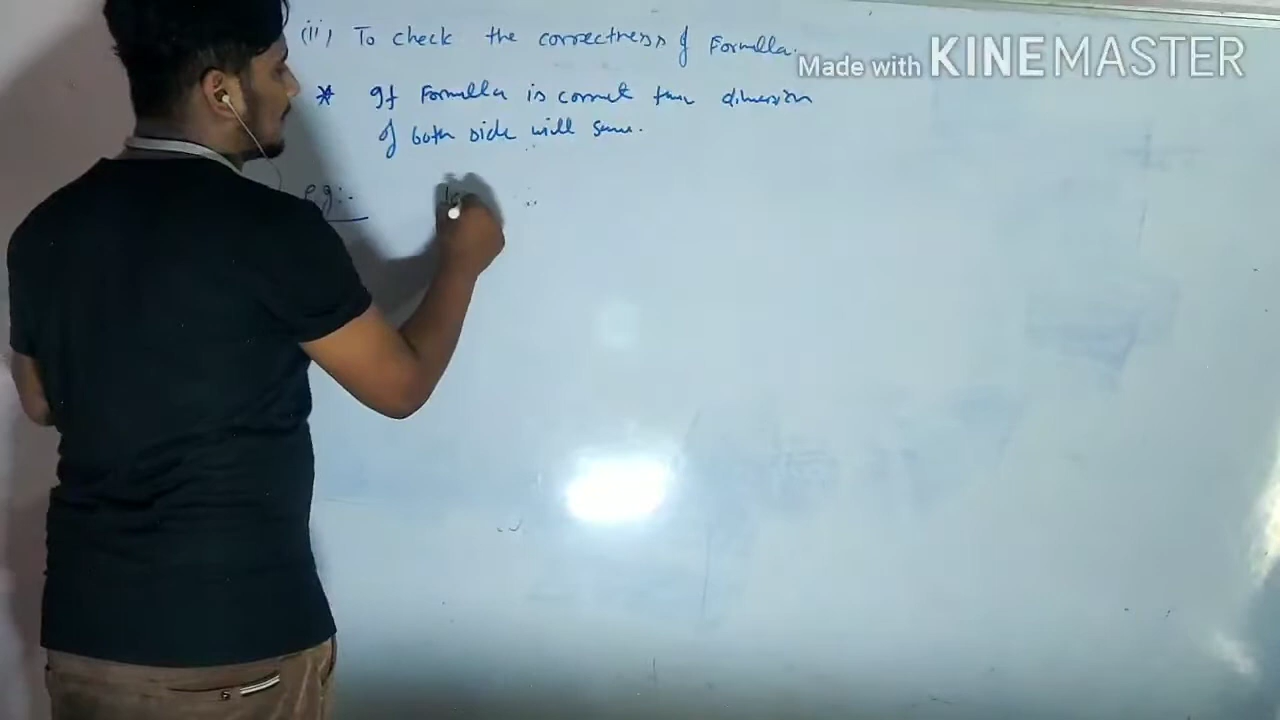 (ii) To check the correctness of Formulla.
Made with KINEMASTER
* If Formulla is correct then dimension
of both side will same.
eg:-